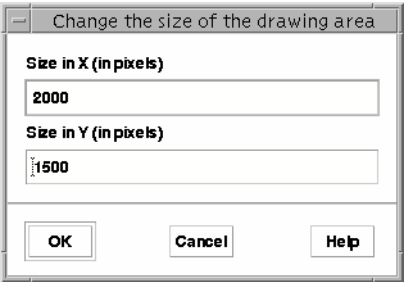 Change the size of the drawing area
Size in X (in pixels)
2000
Size in Y (in pixels)
1500
OK Cancel Help